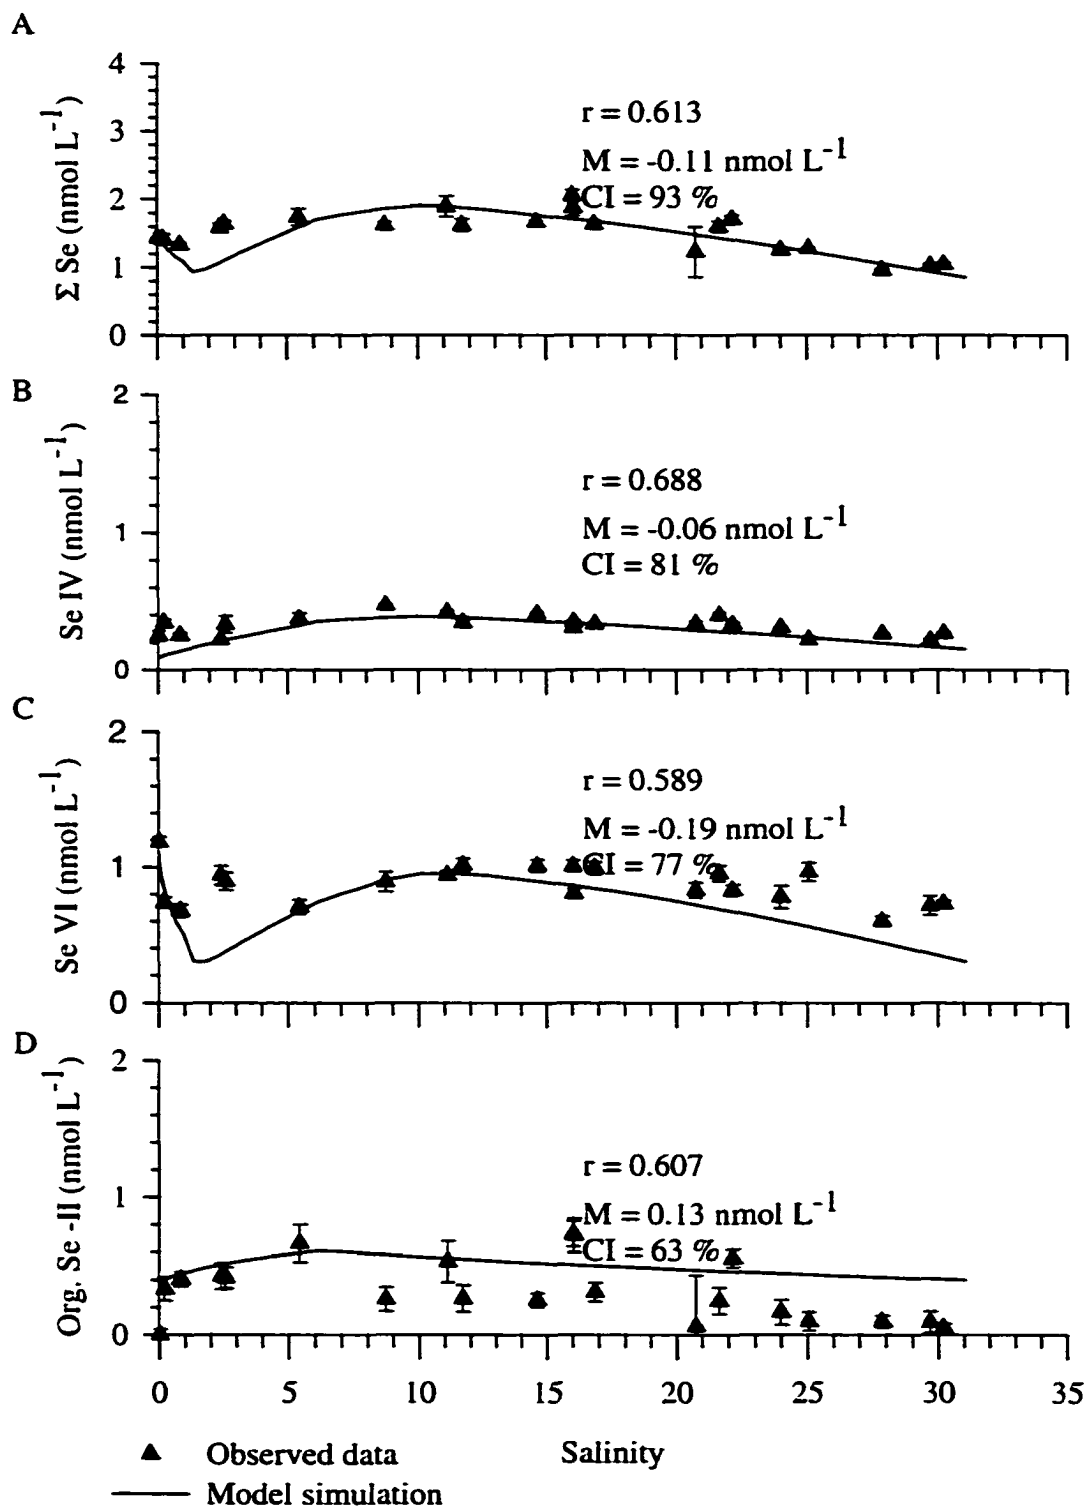 A
Σ Se (nmol L⁻¹)
4
3
2
1
0
r = 0.613
M = -0.11 nmol L⁻¹
CI = 93 %
B
Se IV (nmol L⁻¹)
2
1
0
r = 0.688
M = -0.06 nmol L⁻¹
CI = 81 %
C
Se VI (nmol L⁻¹)
2
1
0
r = 0.589
M = -0.19 nmol L⁻¹
CI = 77 %
D
Org. Se -II (nmol L⁻¹)
2
1
0
r = 0.607
M = 0.13 nmol L⁻¹
CI = 63 %
0 5 10 15 20 25 30 35
Salinity
Observed data
Model simulation